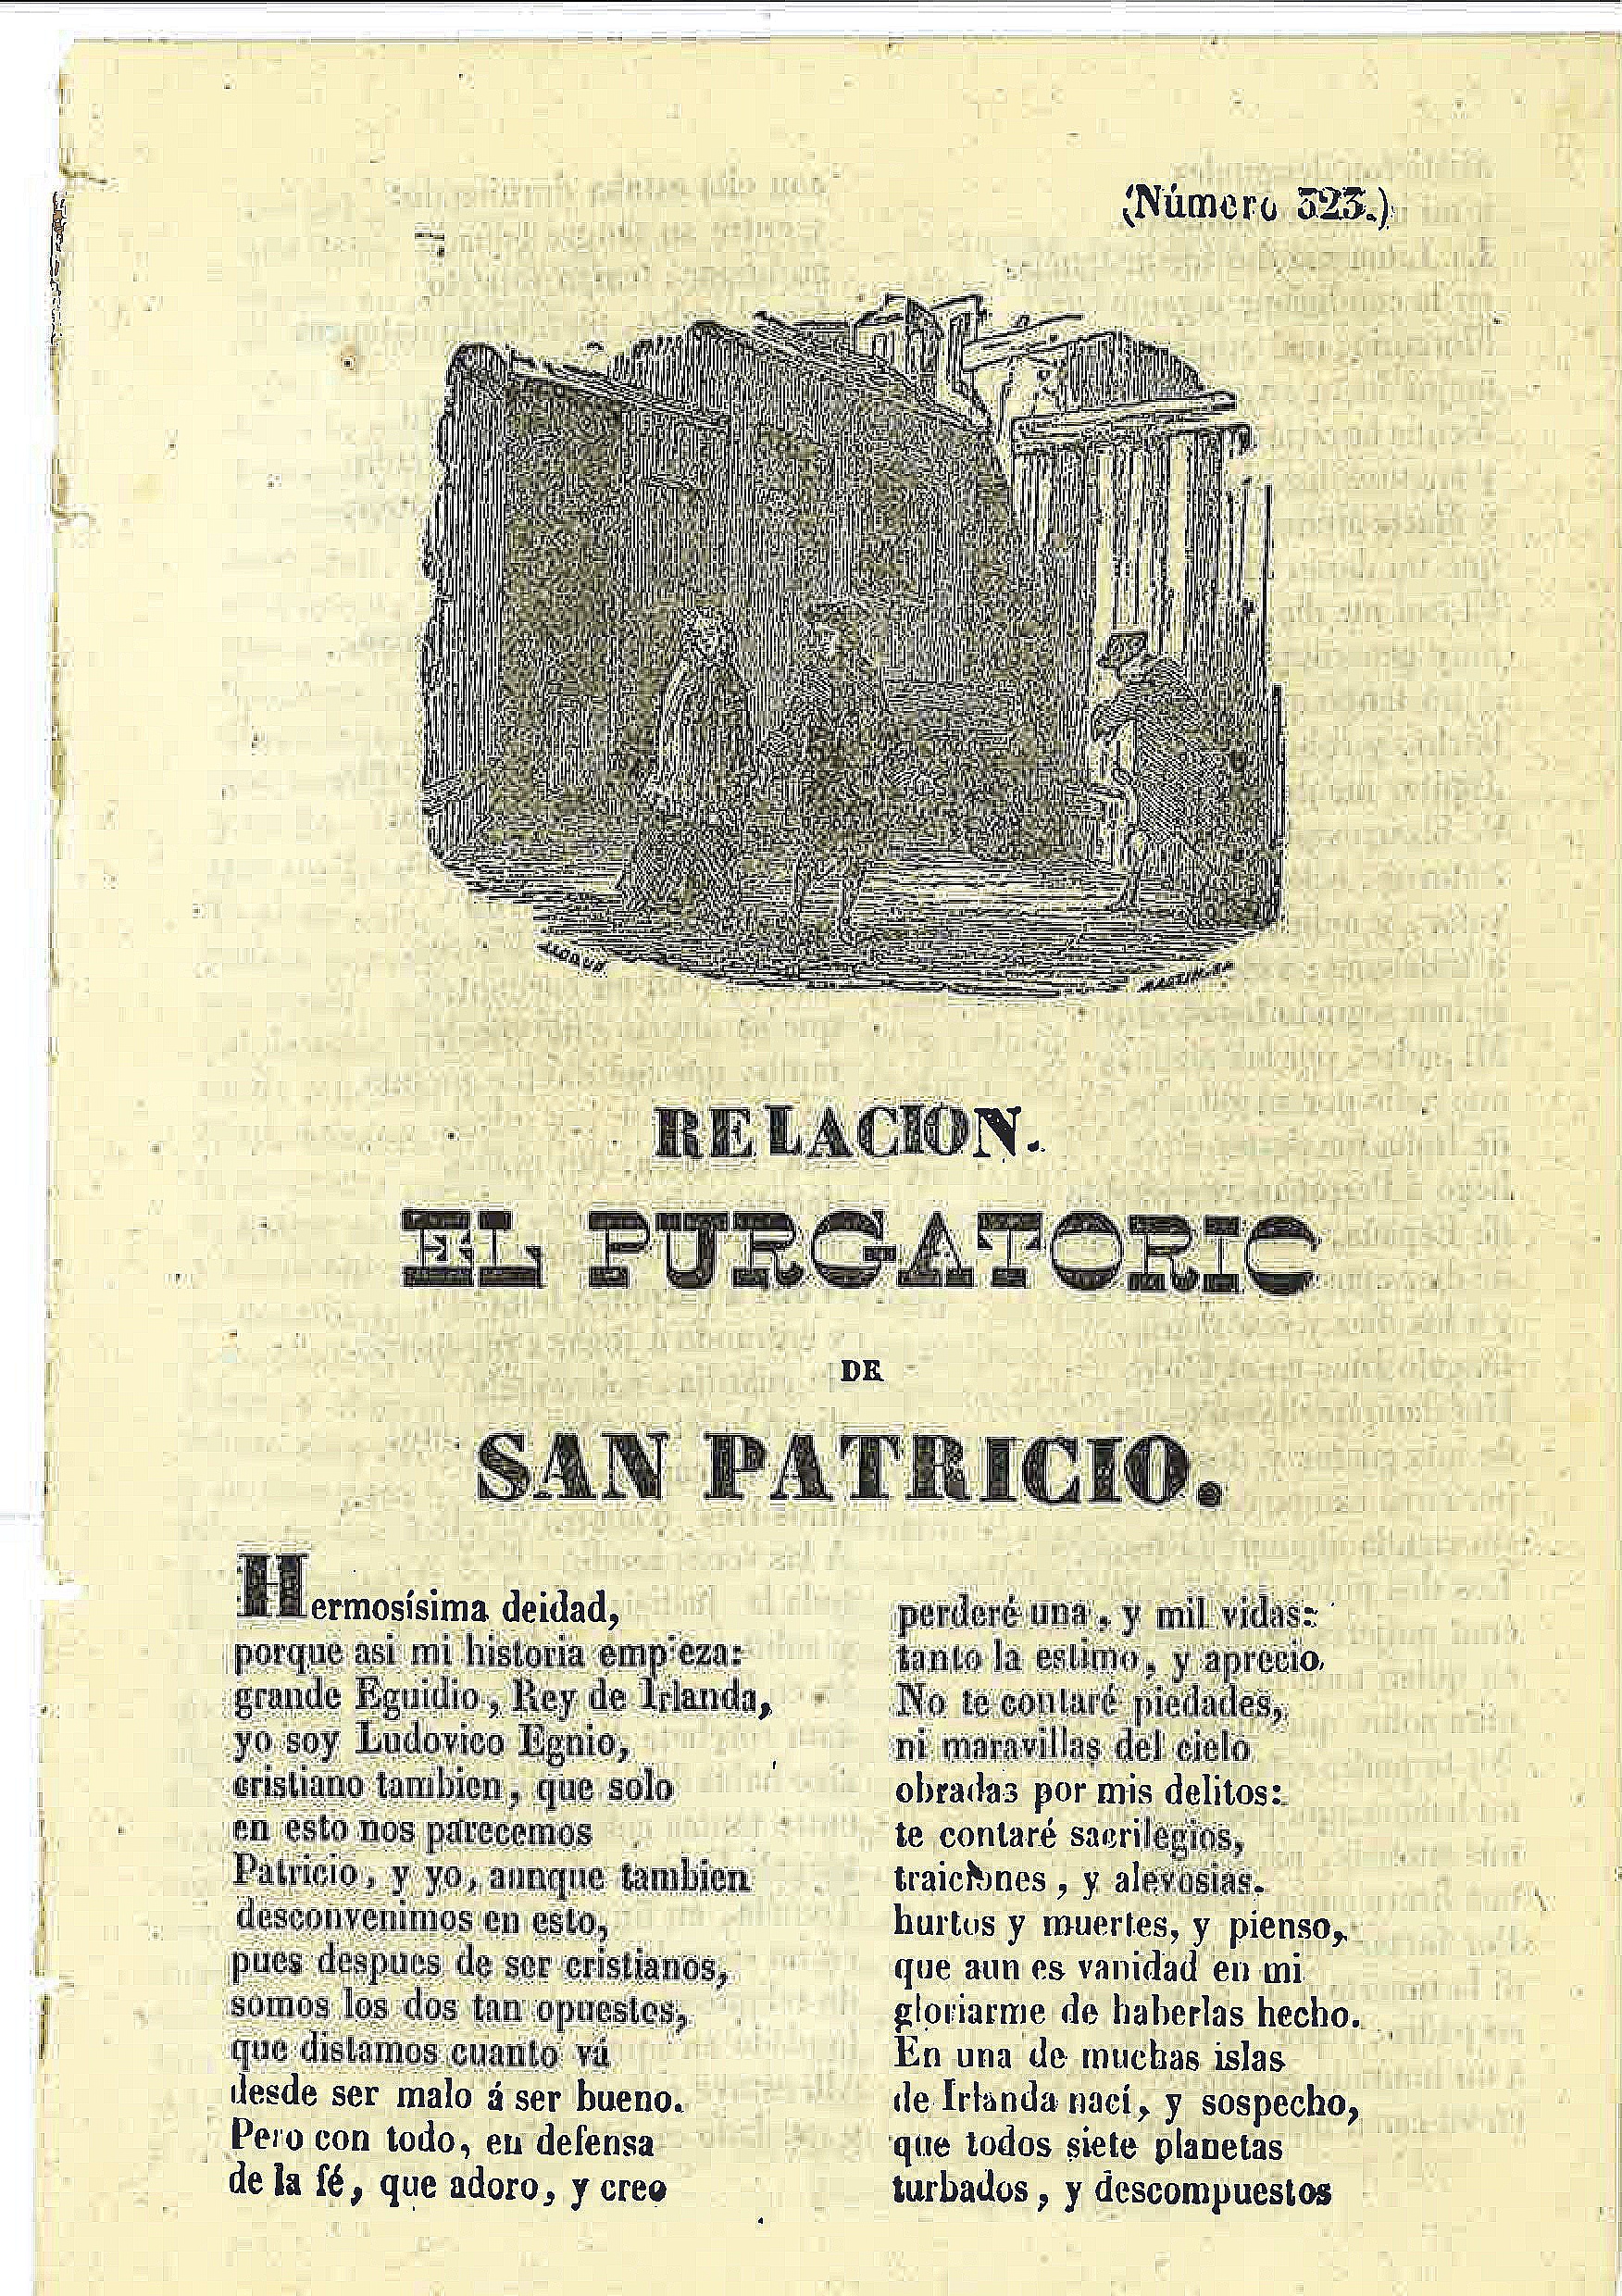 (Número 323.)
RELACION.
EL PURGATORIO
DE
SAN PATRICIO.
Hermosísima deidad,
porque asi mi historia empieza:
grande Eguidio, Rey de Irlanda,
yo soy Ludovico Egnio,
cristiano tambien, que solo
en esto nos parecemos
Patricio, y yo, aunque tambien
desconvenimos en esto,
pues despues de ser cristianos,
somos los dos tan opuestos,
que distamos cuanto vá
desde ser malo á ser bueno.
Pero con todo, en defensa
de la fé, que adoro, y creo
perderé una, y mil vidas:
tanto la estimo, y aprecio.
No te contaré piedades,
ni maravillas del cielo
obradas por mis delitos:
te contaré sacrilegios,
traiciones, y alevosias.
hurtos y muertes, y pienso,
que aun es vanidad en mi
gloriarme de haberlas hecho.
En una de muchas islas
de Irlanda nací, y sospecho,
que todos siete planetas
turbados, y descompuestos